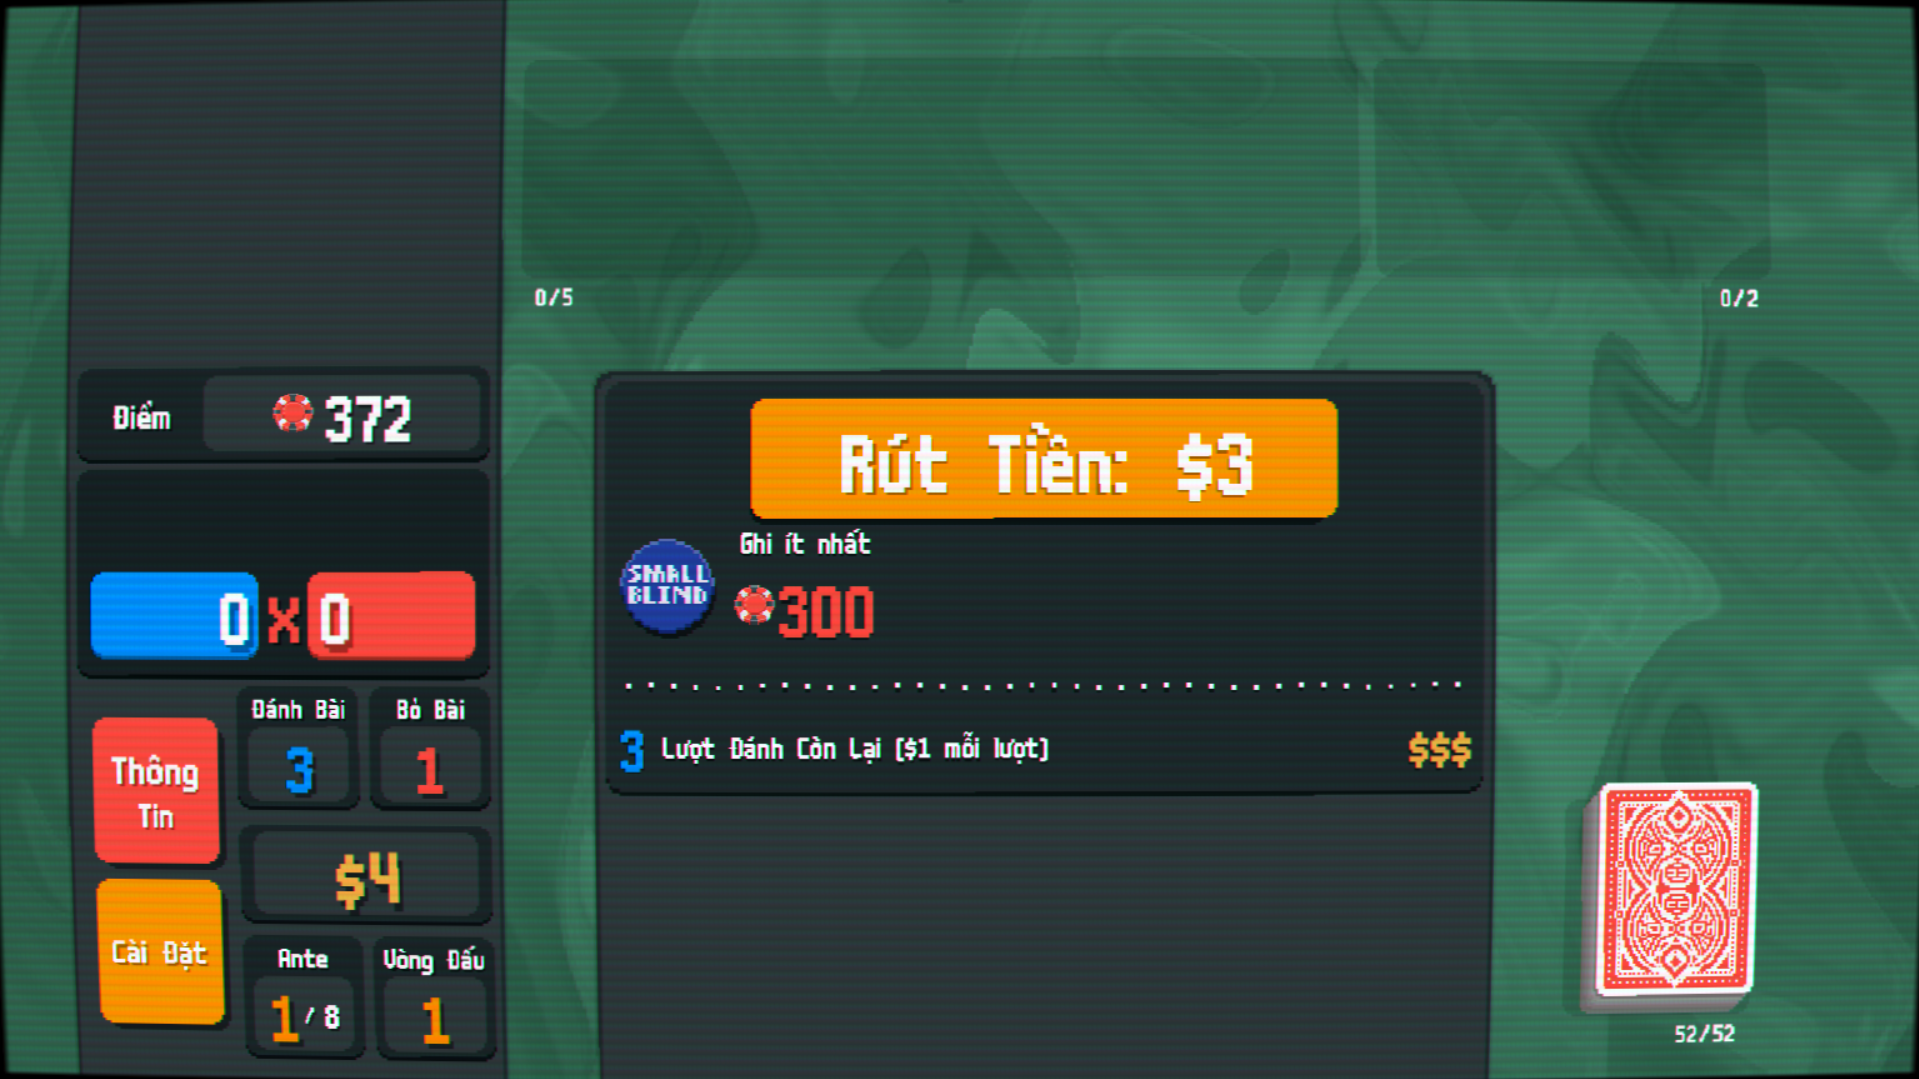 0/5
0/2
Điểm
372
0 X 0
Đánh Bài
3
Bỏ Bài
1
Thông
Tin
$4
Cài Đặt
Ante
1/8
Vòng Đấu
1
Rút Tiền: $3
SMALL
BLIND
Ghi ít nhất
300
3 Lượt Đánh Còn Lại [$1 mỗi lượt]
$$$
52/52